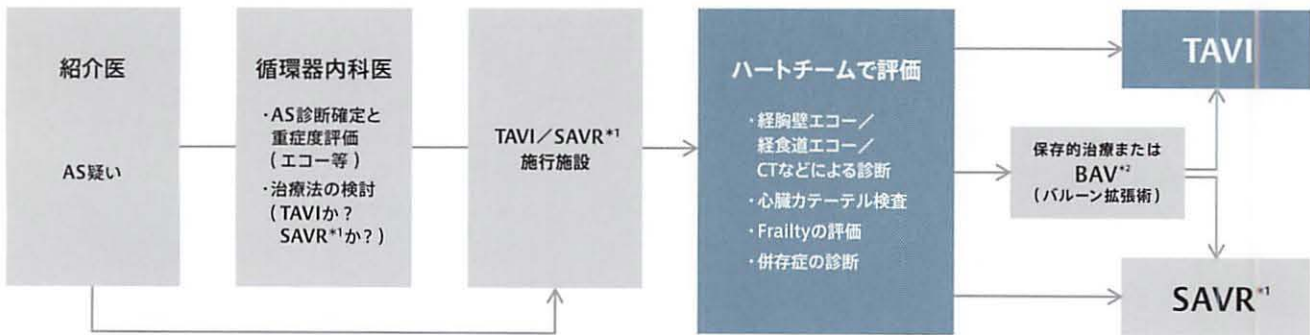 紹介医
AS疑い
循環器内科医
・AS診断確定と
重症度評価
(エコー等)
・治療法の検討
(TAVIか？
SAVR*1か？)
TAVI／SAVR*1
施行施設
ハートチームで評価
・経胸壁エコー／
経食道エコー／
CTなどによる診断
・心臓カテーテル検査
・Frailtyの評価
・併存症の診断
TAVI
保存的治療または
BAV*2
(バルーン拡張術)
SAVR*1